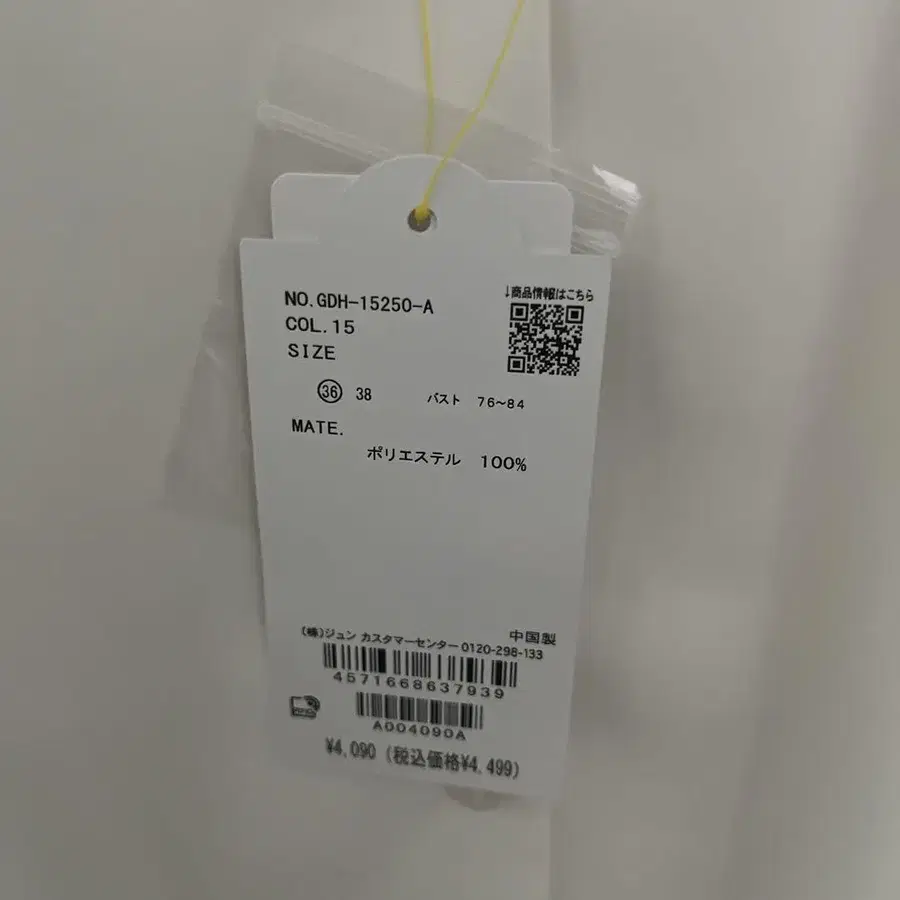 NO.GDH-15250-A
COL.15
SIZE
↓商品情報はこちら
㊱ 38 バスト 76~84
MATE.
ポリエステル 100%
中国製
(株)ジュン カスタマーセンター 0120-298-133
4571668637939
A004090A
¥4,090 (税込価格¥4,499)